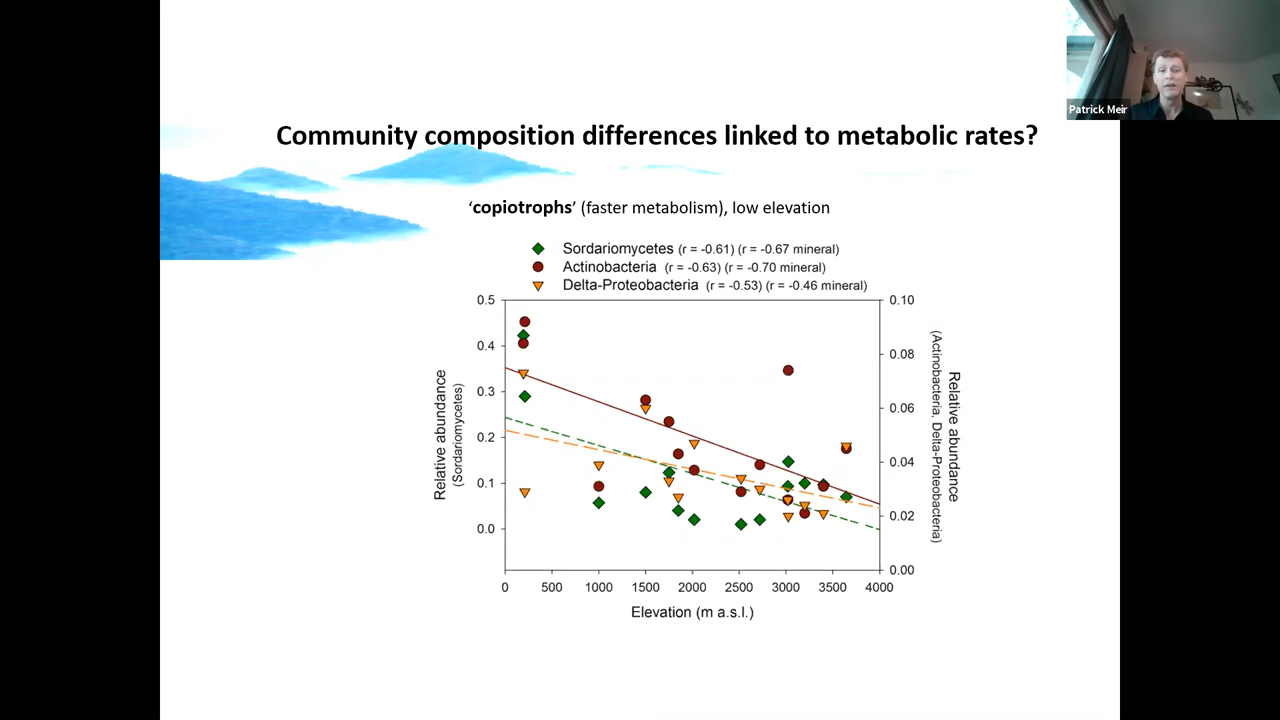 Patrick Meir
Community composition differences linked to metabolic rates?
‘copiotrophs’ (faster metabolism), low elevation
Sordariomycetes (r = -0.61) (r = -0.67 mineral)
Actinobacteria (r = -0.63) (r = -0.70 mineral)
Delta-Proteobacteria (r = -0.53) (r = -0.46 mineral)
Relative abundance
(Sordariomycetes)
0.5
0.4
0.3
0.2
0.1
0.0
0.10
0.08
0.06
0.04
0.02
0.00
Relative abundance
(Actinobacteria, Delta-Proteobacteria)
0 500 1000 1500 2000 2500 3000 3500 4000
Elevation (m a.s.l.)